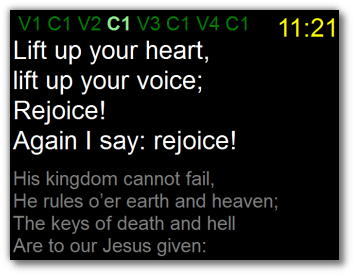 V1 C1 V2 C1 V3 C1 V4 C1 11:21
Lift up your heart,
lift up your voice;
Rejoice!
Again I say: rejoice!
His kingdom cannot fail,
He rules o'er earth and heaven;
The keys of death and hell
Are to our Jesus given: